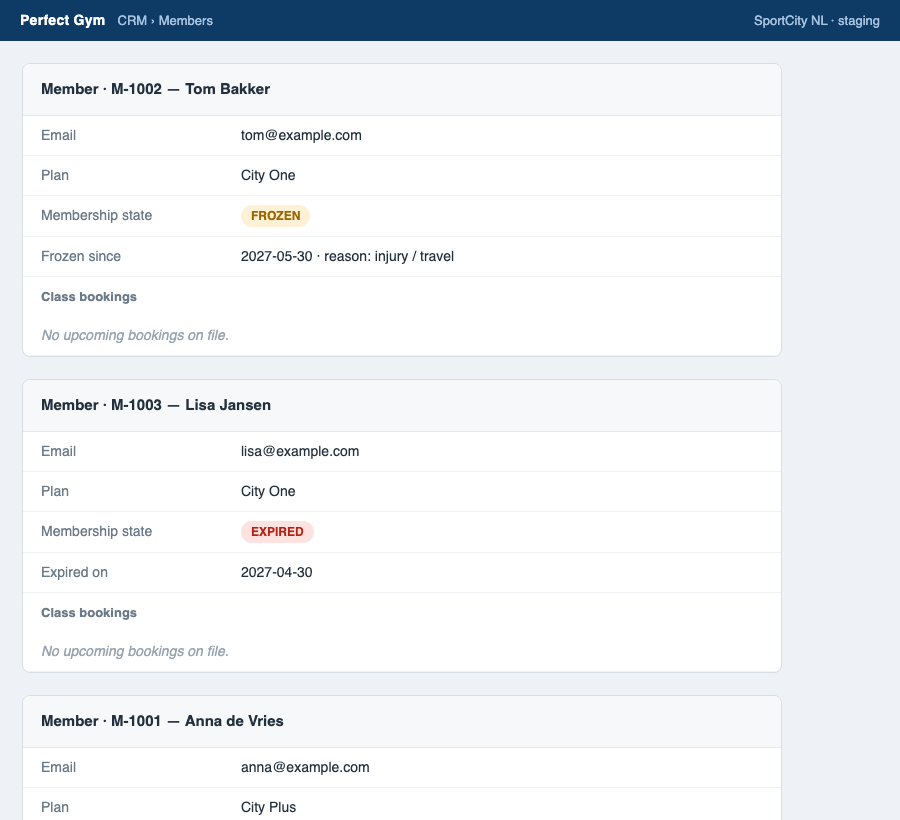 Perfect Gym CRM › Members SportCity NL · staging
Member · M-1002 — Tom Bakker
Email tom@example.com
Plan City One
Membership state FROZEN
Frozen since 2027-05-30 · reason: injury / travel
Class bookings
No upcoming bookings on file.
Member · M-1003 — Lisa Jansen
Email lisa@example.com
Plan City One
Membership state EXPIRED
Expired on 2027-04-30
Class bookings
No upcoming bookings on file.
Member · M-1001 — Anna de Vries
Email anna@example.com
Plan City Plus